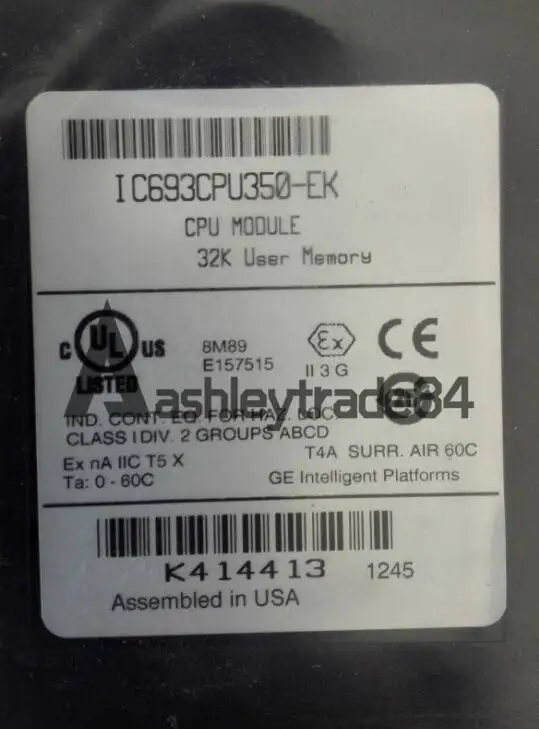 IC693CPU350-EK
CPU MODULE
32K User Memory
C UL US
LISTED
8M89
E157515
Ex
II 3 G
CE
ashleytrade84
IND. CONT. EQ. FOR HAZ. LOC.
CLASS I DIV. 2 GROUPS ABCD
Ex nA IIC T5 X
T4A SURR. AIR 60C
Ta: 0 - 60C
GE Intelligent Platforms
K414413 1245
Assembled in USA